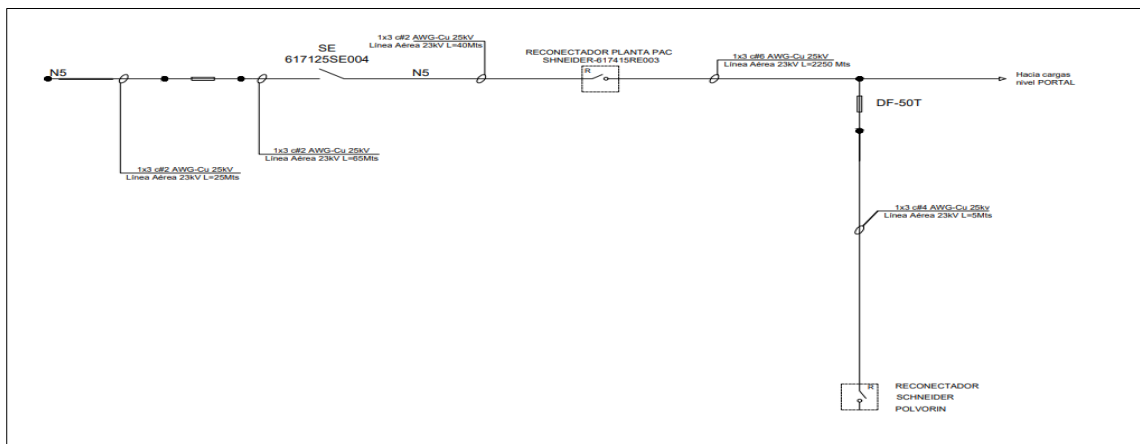 1x3 c#2 AWG-Cu 25kV
Línea Aérea 23kV L=40Mts
SE
617125SE004
RECONECTADOR PLANTA PAC
SHNEIDER-617415RE003
R
1x3 c#6 AWG-Cu 25kV
Línea Aérea 23kV L=2250 Mts
N5
N5
Hacia cargas
nivel PORTAL
DF-50T
1x3 c#2 AWG-Cu 25kV
Línea Aérea 23kV L=65Mts
1x3 c#2 AWG-Cu 25kV
Línea Aérea 23kV L=25Mts
1x3 c#4 AWG-Cu 25kv
Línea Aérea 23kV L=5Mts
R
RECONECTADOR
SCHNEIDER
POLVORIN